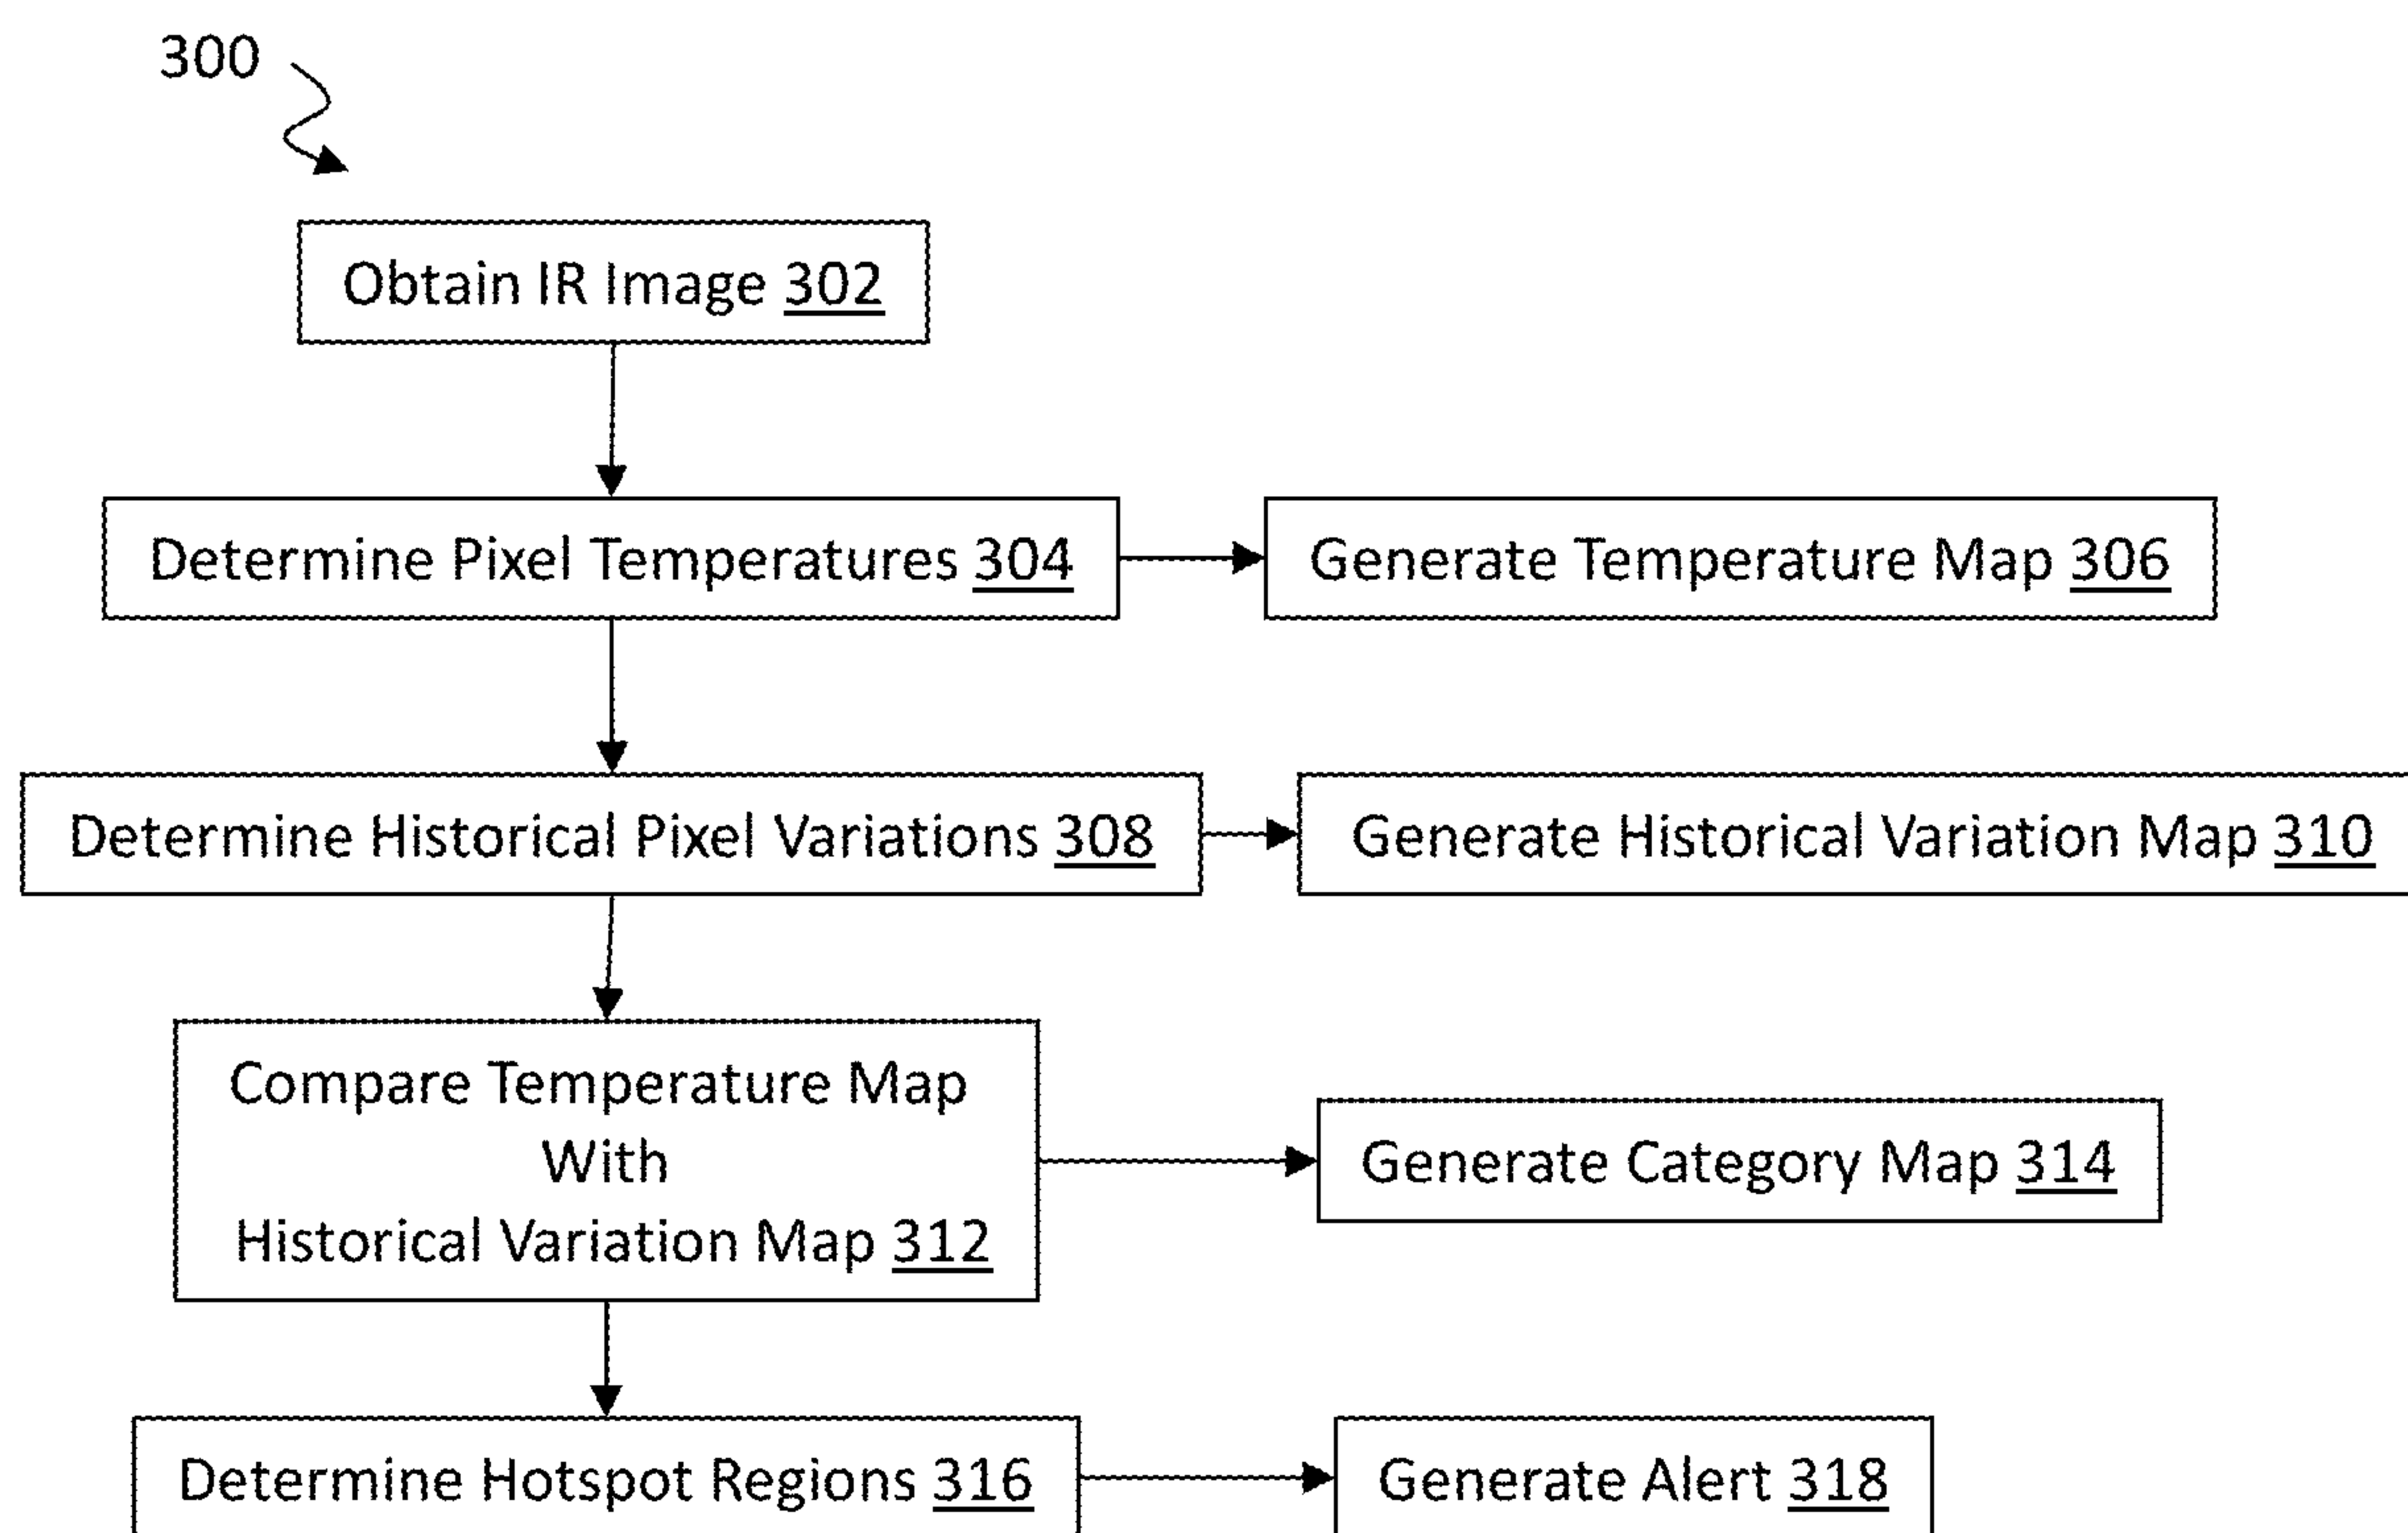 300
Obtain IR Image 302
Determine Pixel Temperatures 304
Generate Temperature Map 306
Determine Historical Pixel Variations 308
Generate Historical Variation Map 310
Compare Temperature Map
With
Historical Variation Map 312
Generate Category Map 314
Determine Hotspot Regions 316
Generate Alert 318